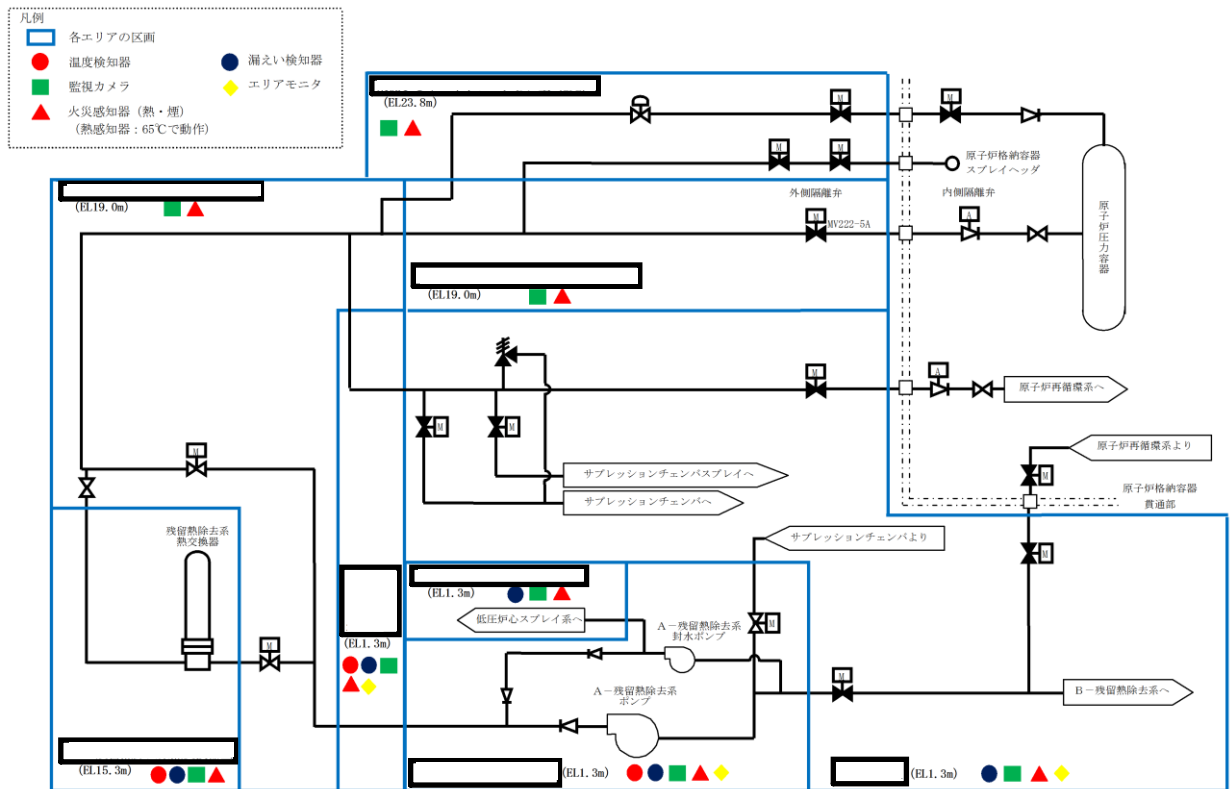 凡例
各エリアの区画
温度検知器
漏えい検知器
監視カメラ
エリアモニタ
火災感知器（熱・煙）
（熱感知器：65℃で動作）
(EL23.8m)
M
M
原子炉格納容器
スプレイヘッダ
M
M
(EL19.0m)
外側隔離弁
内側隔離弁
M
MV222-5A
A
原子炉圧力容器
(EL19.0m)
M
A
原子炉再循環系へ
M
M
原子炉再循環系より
M
M
サプレッションチェンバスプレイへ
サプレッションチェンバへ
原子炉格納容器
貫通部
残留熱除去系
熱交換器
サプレッションチェンバより
M
(EL1.3m)
低圧炉心スプレイ系へ
A－残留熱除去系
封水ポンプ
M
M
(EL1.3m)
M
A－残留熱除去系
ポンプ
B－残留熱除去系へ
(EL15.3m)
(EL1.3m)
(EL1.3m)